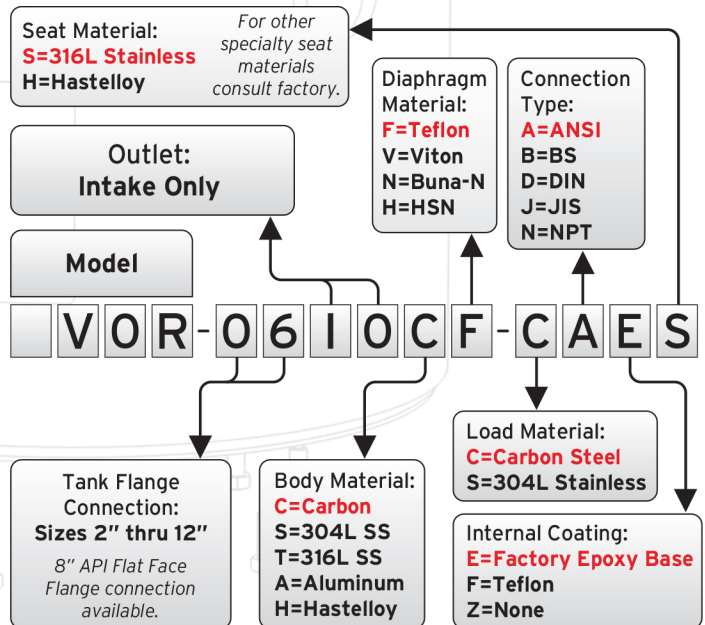 Seat Material:
S=316L Stainless
H=Hastelloy
For other
specialty seat
materials
consult factory.
Diaphragm
Material:
F=Teflon
V=Viton
N=Buna-N
H=HSN
Connection
Type:
A=ANSI
B=BS
D=DIN
J=JIS
N=NPT
Outlet:
Intake Only
Model
VOR-06IOCF-CAES
Tank Flange
Connection:
Sizes 2” thru 12”
8” API Flat Face
Flange connection
available.
Body Material:
C=Carbon
S=304L SS
T=316L SS
A=Aluminum
H=Hastelloy
Load Material:
C=Carbon Steel
S=304L Stainless
Internal Coating:
E=Factory Epoxy Base
F=Teflon
Z=None